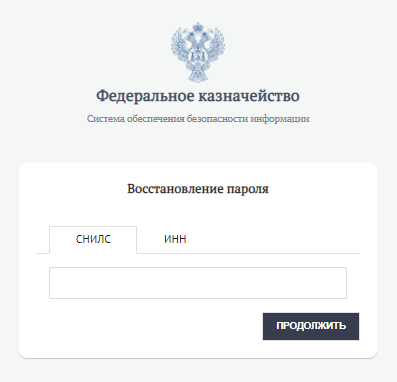 Федеральное казначейство
Система обеспечения безопасности информации
Восстановление пароля
СНИЛС ИНН
ПРОДОЛЖИТЬ